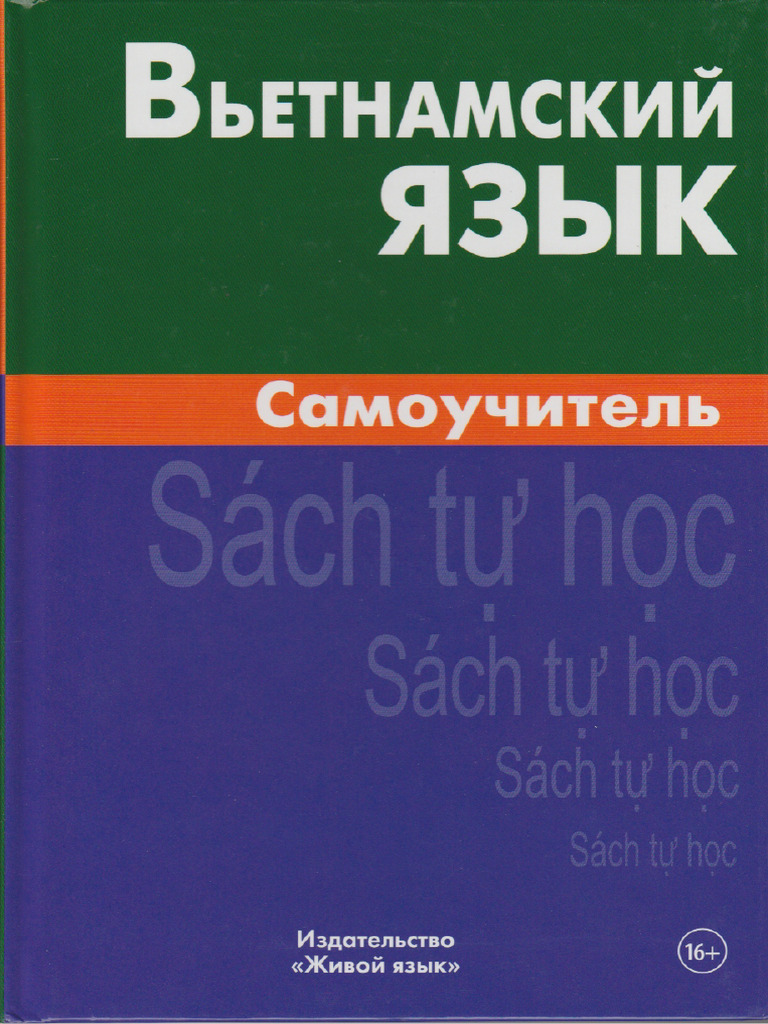 Вьетнамский
язык
Самоучитель
Sách tự học
Sách tự học
Sách tự học
Sách tự học
Издательство
«Живой язык»
16+